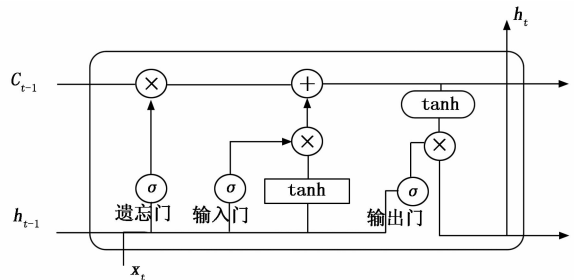 h_t
C_{t-1}
× + tanh
× ×
σ σ tanh σ
h_{t-1} 遗忘门 输入门 输出门
x_t